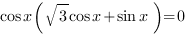 cos x ( √3 cos x + sin x ) = 0